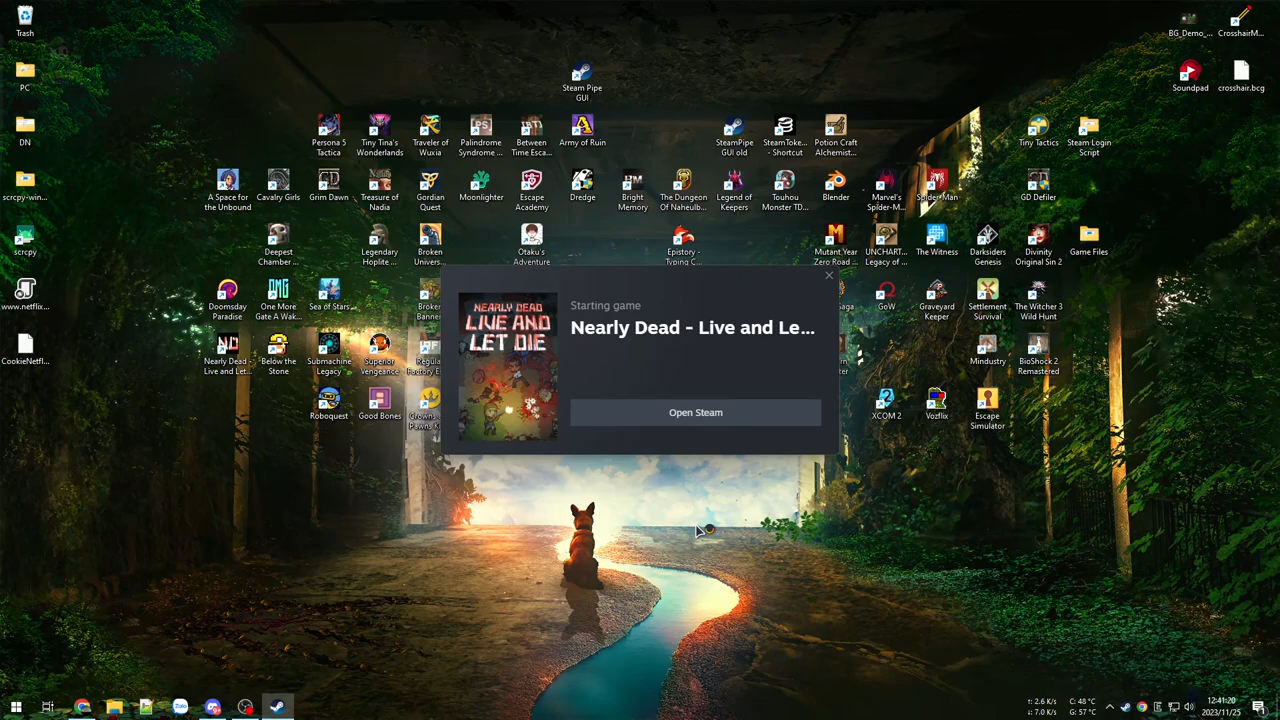 Trash
BG_Demo_...
CrosshairM...
PC
Steam Pipe
GUI
Soundpad
crosshair.bcg
DN
Persona 5
Tactica
Tiny Tina's
Wonderlands
Traveler of
Wuxia
Palindrome
Syndrome ...
Between
Time Esca...
Army of Ruin
SteamPipe
GUI old
SteamToke...
- Shortcut
Potion Craft
Alchemist...
Tiny Tactics
Steam Login
Script
scrcpy-win...
A Space for
the Unbound
Cavalry Girls
Grim Dawn
Treasure of
Nadia
Gordian
Quest
Moonlighter
Escape
Academy
Dredge
Bright
Memory
The Dungeon
Of Naheulb...
Legend of
Keepers
Touhou
Monster TD...
Blender
Marvel's
Spider-M...
Spider-Man
GD Defiler
scrcpy
Deepest
Chamber ...
Legendary
Hoplite ...
Broken
Univers...
Otaku's
Adventure
Epistory -
Typing C...
Mutant Year
Zero Road ...
UNCHART...
Legacy of ...
The Witness
Darksiders
Genesis
Divinity
Original Sin 2
Game Files
www.netflix...
Doomsday
Paradise
One More
Gate A Wak...
Sea of Stars
GoW
Graveyard
Keeper
Settlement
Survival
The Witcher 3
Wild Hunt
NEARLY DEAD
LIVE AND
LET DIE
Starting game
Nearly Dead - Live and Le...
Open Steam
CookieNetfl...
Nearly Dead -
Live and Let...
Below the
Stone
Submachine
Legacy
Superior
Vengeance
Mindustry
BioShock 2
Remastered
Roboquest
Good Bones
XCOM 2
Vozflix
Escape
Simulator
Zalo
↑: 2.6 K/s
↓: 7.0 K/s
C: 48 °C
G: 57 °C
12:41:20
2023/11/25